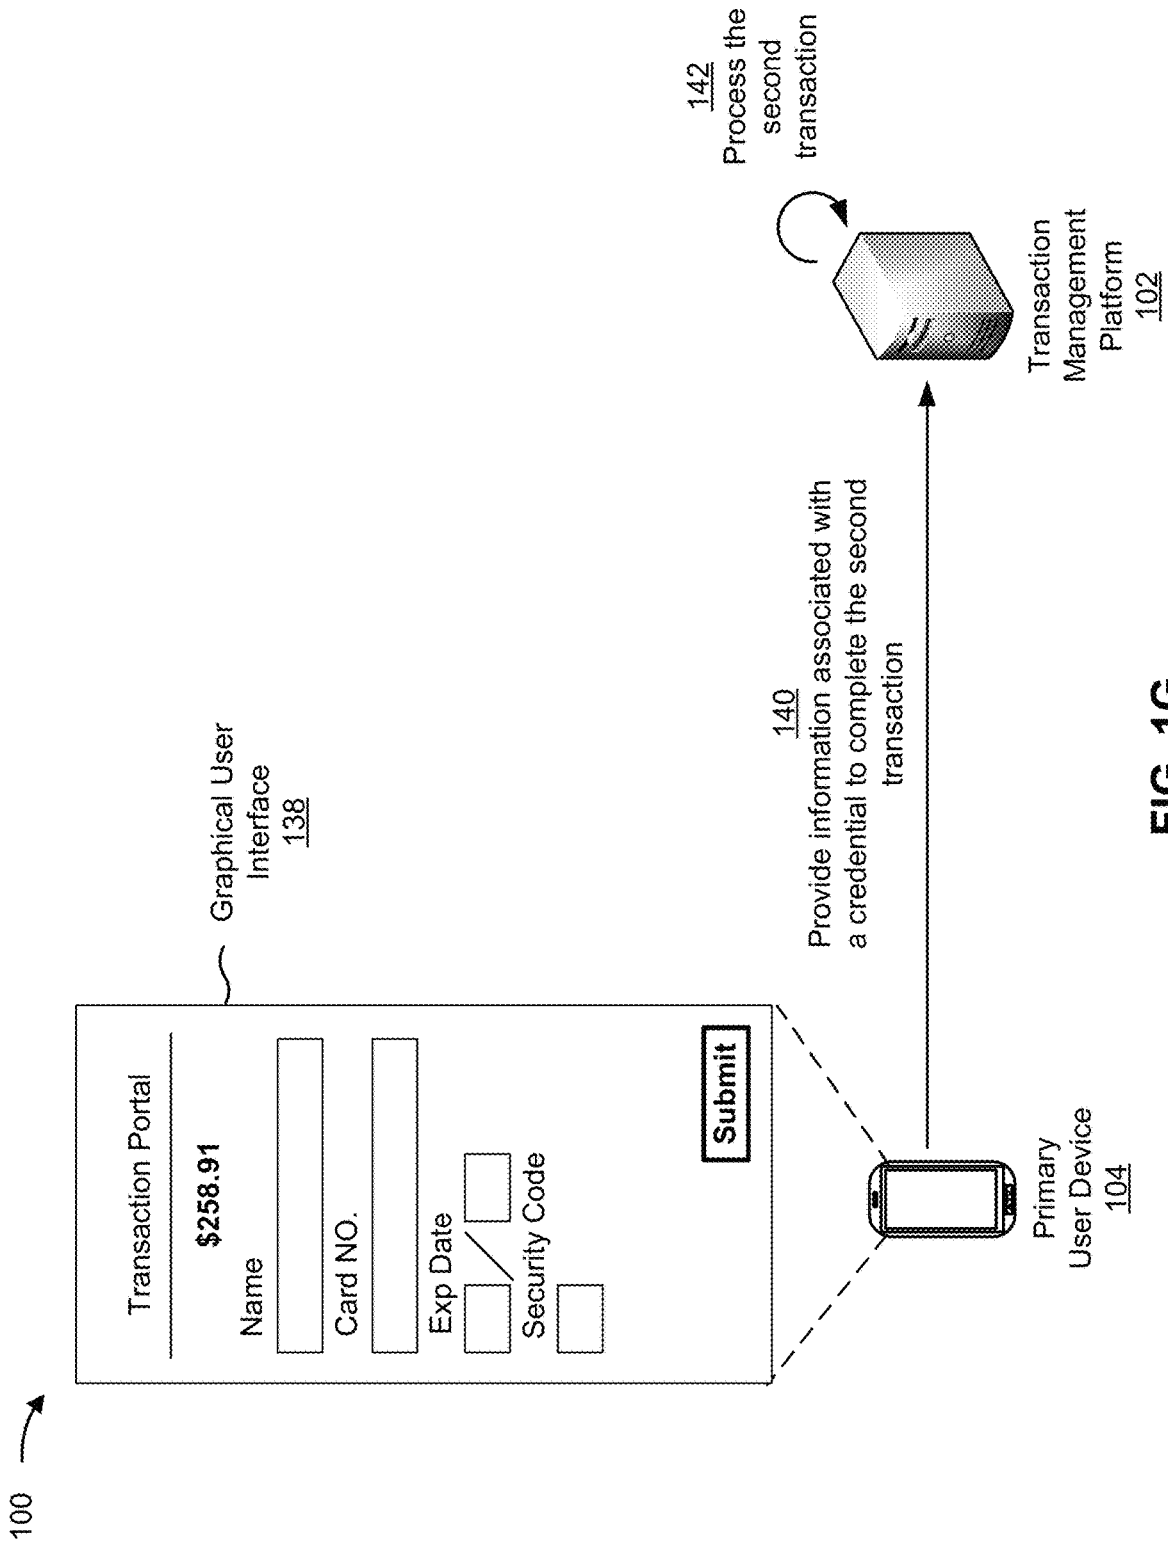 100
Transaction Portal
$258.91
Name
Card NO.
Exp Date
/
Security Code
Submit
Graphical User
Interface
138
Primary
User Device
104
140
Provide information associated with
a credential to complete the second
transaction
142
Process the
second
transaction
Transaction
Management
Platform
102
FIG. 1G